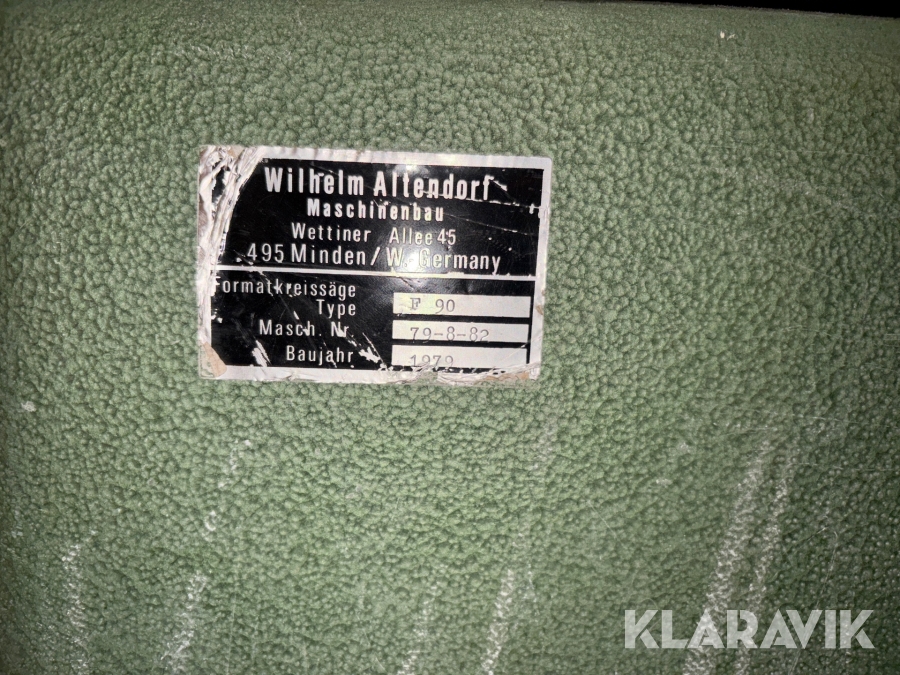 Wilhelm Altendorf
Maschinenbau
Wettiner Allee 45
495 Minden / W. Germany
Formatkreissäge
Type F 90
Masch. Nr. 79-8-82
Baujahr 1979
KLARAVIK